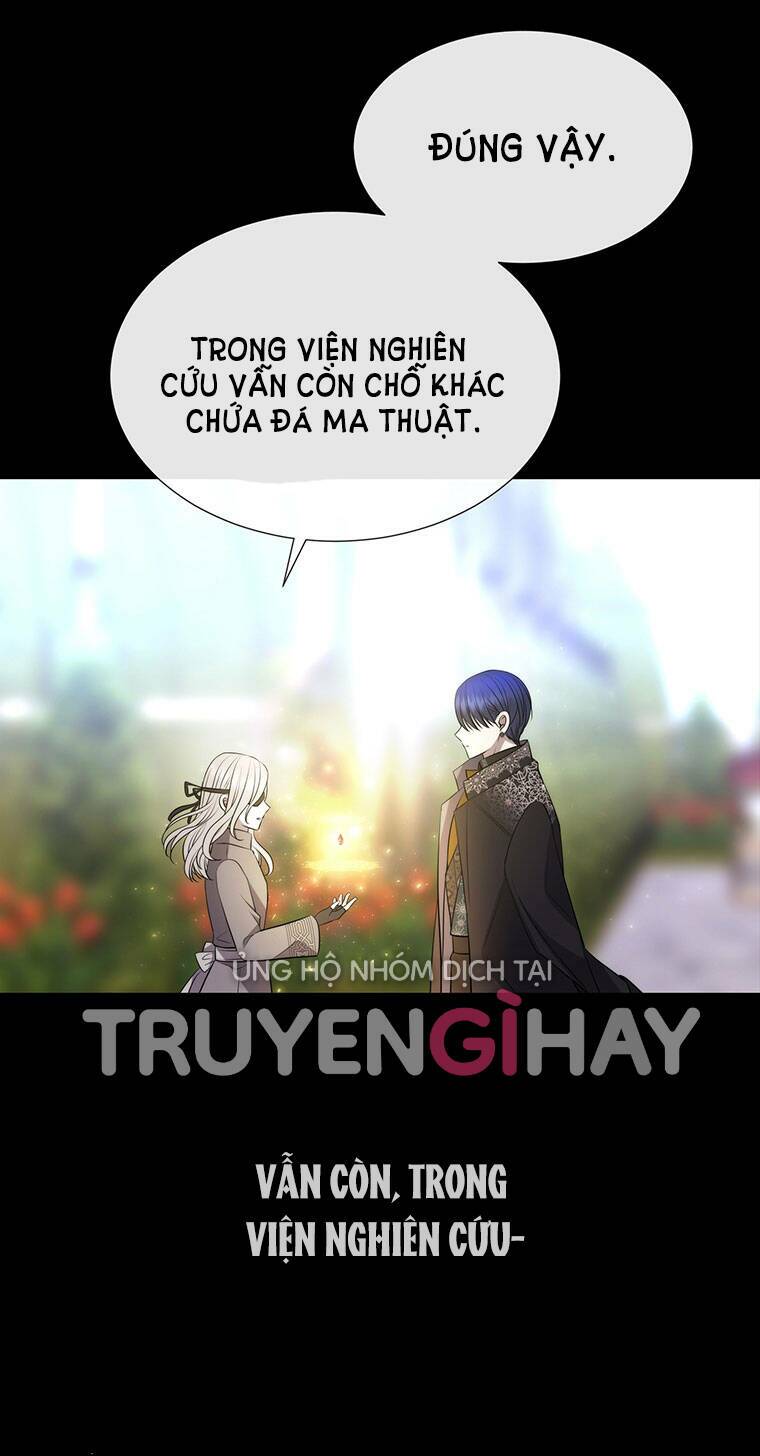 ĐÚNG VẬY.
TRONG VIỆN NGHIÊN
CỨU VẪN CÒN CHỖ KHÁC
CHỨA ĐÁ MA THUẬT.
ỦNG HỘ NHÓM DỊCH TẠI
TRUYENGÌHAY
VẪN CÒN, TRONG
VIỆN NGHIÊN CỨU-